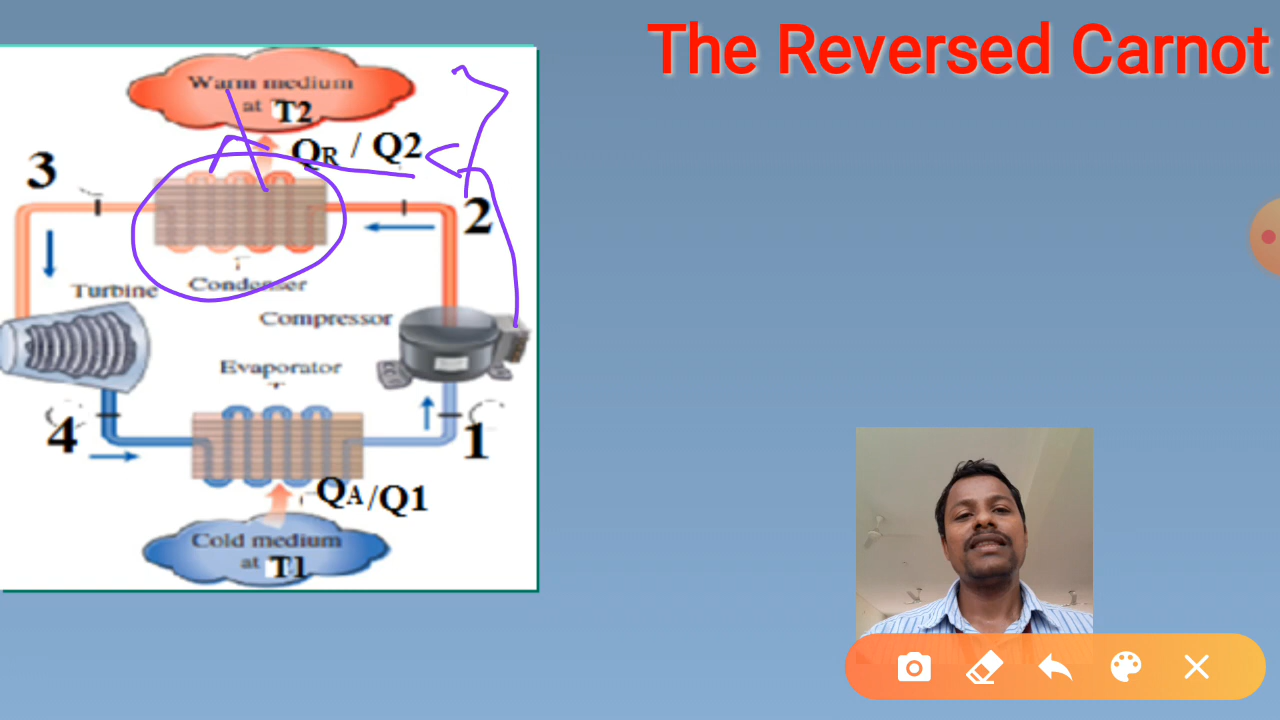 The Reversed Carnot
Warm medium
at T2
QR / Q2
3
2
Condenser
Turbine
Compressor
Evaporator
4
1
QA/Q1
Cold medium
at T1